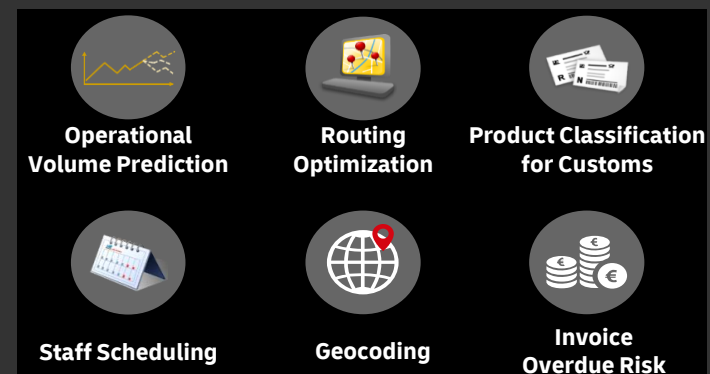 Operational
Volume Prediction
Routing
Optimization
Product Classification
for Customs
R
N
Staff Scheduling
Geocoding
Invoice
Overdue Risk